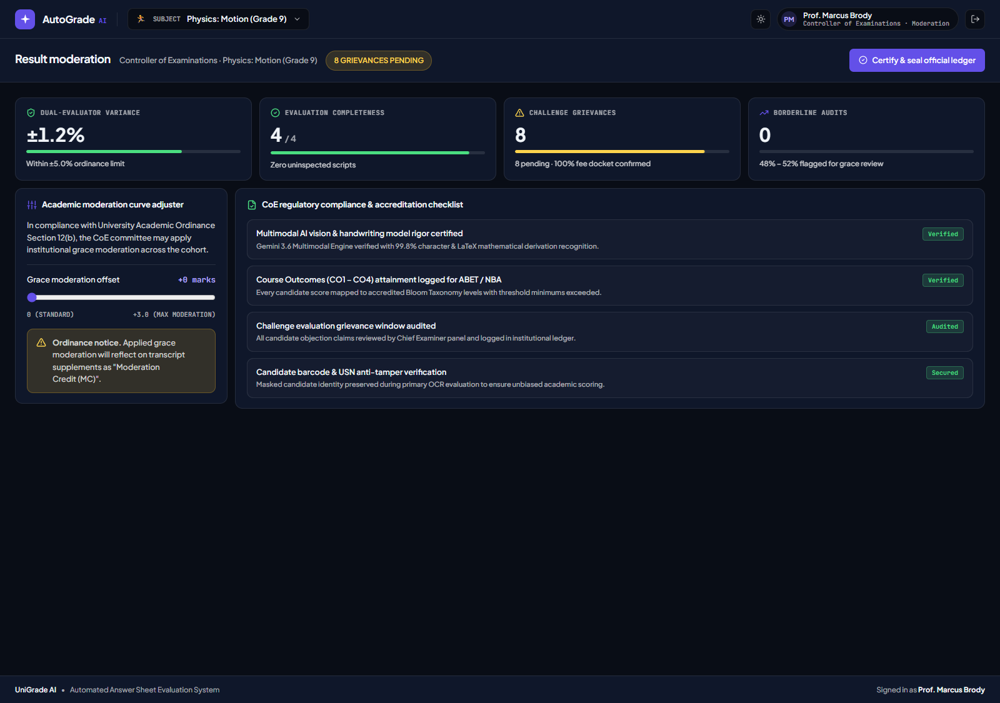 AutoGrade AI
SUBJECT Physics: Motion (Grade 9)
PM
Prof. Marcus Brody
Controller of Examinations · Moderation
Result moderation
Controller of Examinations · Physics: Motion (Grade 9)
8 GRIEVANCES PENDING
Certify & seal official ledger
DUAL-EVALUATOR VARIANCE
±1.2%
Within ±5.0% ordinance limit
EVALUATION COMPLETENESS
4 / 4
Zero uninspected scripts
CHALLENGE GRIEVANCES
8
8 pending · 100% fee docket confirmed
BORDERLINE AUDITS
0
48% – 52% flagged for grace review
Academic moderation curve adjuster
In compliance with University Academic Ordinance
Section 12(b), the CoE committee may apply
institutional grace moderation across the cohort.
Grace moderation offset
+0 marks
0 (STANDARD)
+3.0 (MAX MODERATION)
Ordinance notice. Applied grace
moderation will reflect on transcript
supplements as "Moderation
Credit (MC)".
CoE regulatory compliance & accreditation checklist
Multimodal AI vision & handwriting model rigor certified
Gemini 3.6 Multimodal Engine verified with 99.8% character & LaTeX mathematical derivation recognition.
Verified
Course Outcomes (CO1 – CO4) attainment logged for ABET / NBA
Every candidate score mapped to accredited Bloom Taxonomy levels with threshold minimums exceeded.
Verified
Challenge evaluation grievance window audited
All candidate objection claims reviewed by Chief Examiner panel and logged in institutional ledger.
Audited
Candidate barcode & USN anti-tamper verification
Masked candidate identity preserved during primary OCR evaluation to ensure unbiased academic scoring.
Secured
UniGrade AI • Automated Answer Sheet Evaluation System
Signed in as Prof. Marcus Brody